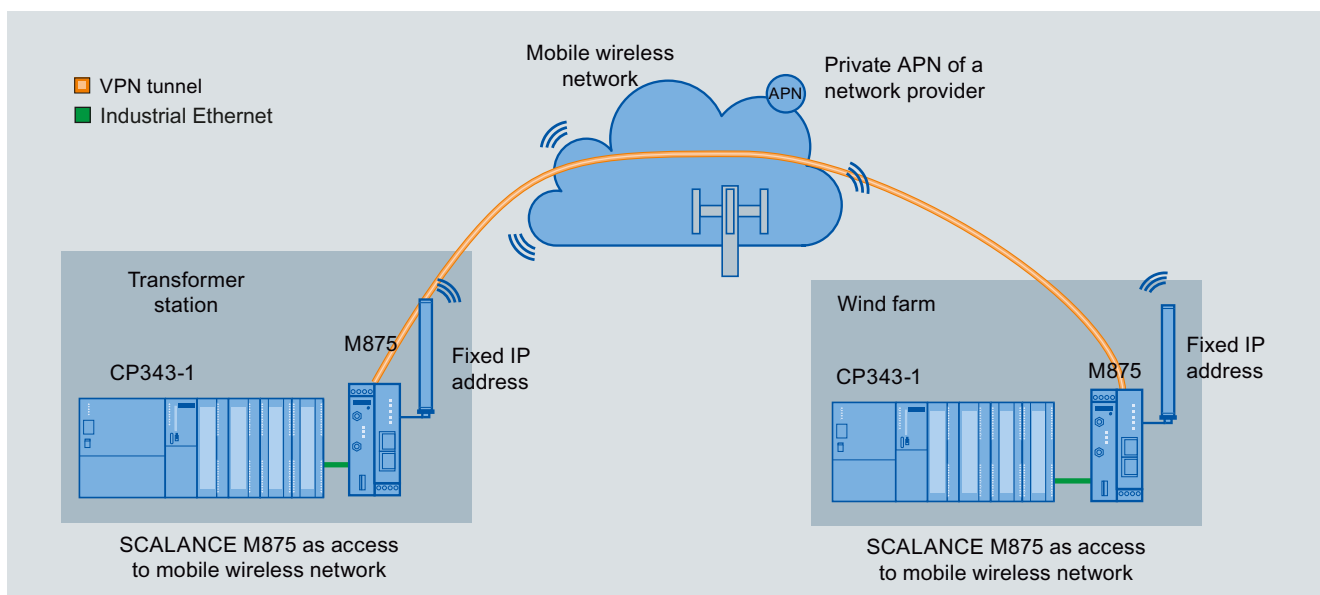 VPN tunnel
Industrial Ethernet
Mobile wireless
network
APN
Private APN of a
network provider
Transformer
station
M875
Fixed IP
address
CP343-1
SCALANCE M875 as access
to mobile wireless network
Wind farm
M875
Fixed IP
address
CP343-1
SCALANCE M875 as access
to mobile wireless network